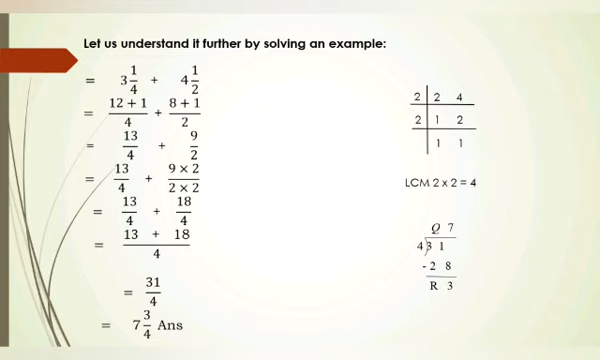 Let us understand it further by solving an example:
= 3 1/4 + 4 1/2
= 12 + 1/4 + 8 + 1/2
= 13/4 + 9/2
= 13/4 + 9 × 2/2 × 2
= 13/4 + 18/4
= 13 + 18/4
= 31/4
= 7 3/4 Ans
2 | 2 4
2 | 1 2
| 1 1
LCM 2 x 2 = 4
Q 7
4)3 1
- 2 8
R 3